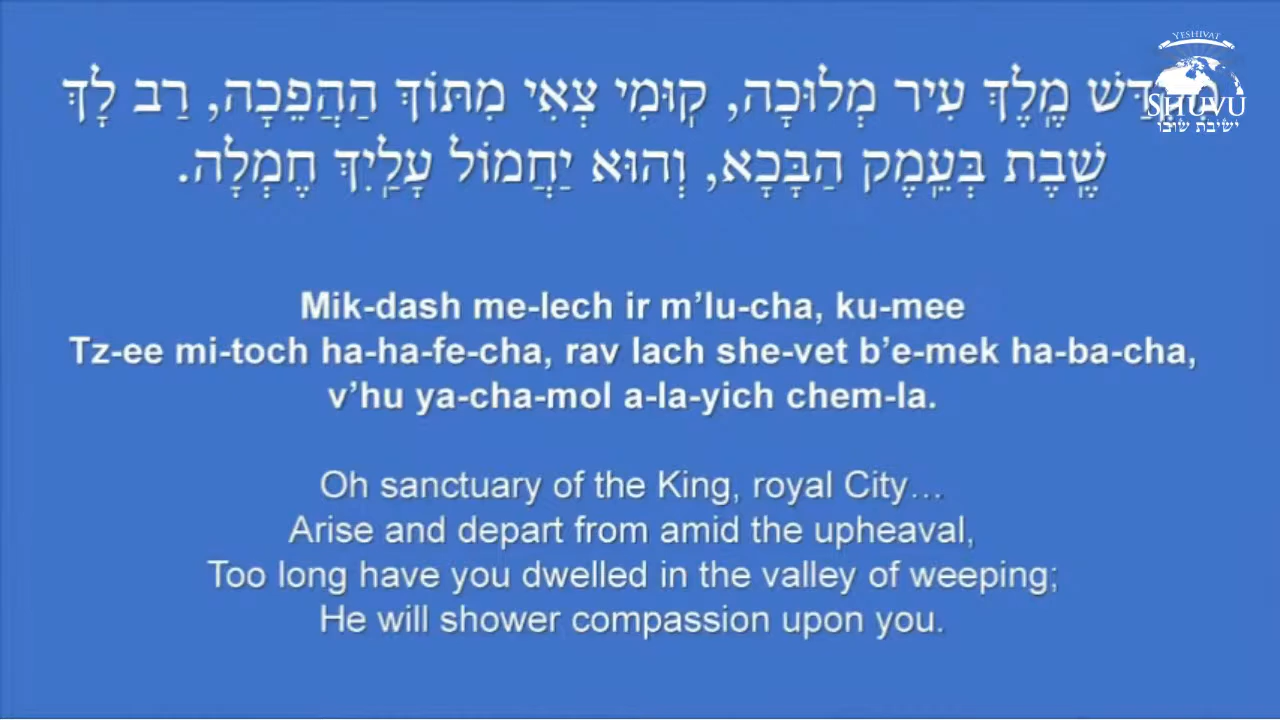 YESHIVAT
SHUVU
ישיבת שובו
מִקְדַּשׁ מֶֽלֶךְ עִיר מְלוּכָה, קֽוּמִי צְאִי מִתּוֹךְ הַהֲפֵכָה, רַב לָךְ
שֶֽׁבֶת בְּעֵֽמֶק הַבָּכָא, וְהוּא יַחֲמוֹל עָלַֽיִךְ חֶמְלָה.
Mik-dash me-lech ir m’lu-cha, ku-mee
Tz-ee mi-toch ha-ha-fe-cha, rav lach she-vet b’e-mek ha-ba-cha,
v’hu ya-cha-mol a-la-yich chem-la.
Oh sanctuary of the King, royal City…
Arise and depart from amid the upheaval,
Too long have you dwelled in the valley of weeping;
He will shower compassion upon you.